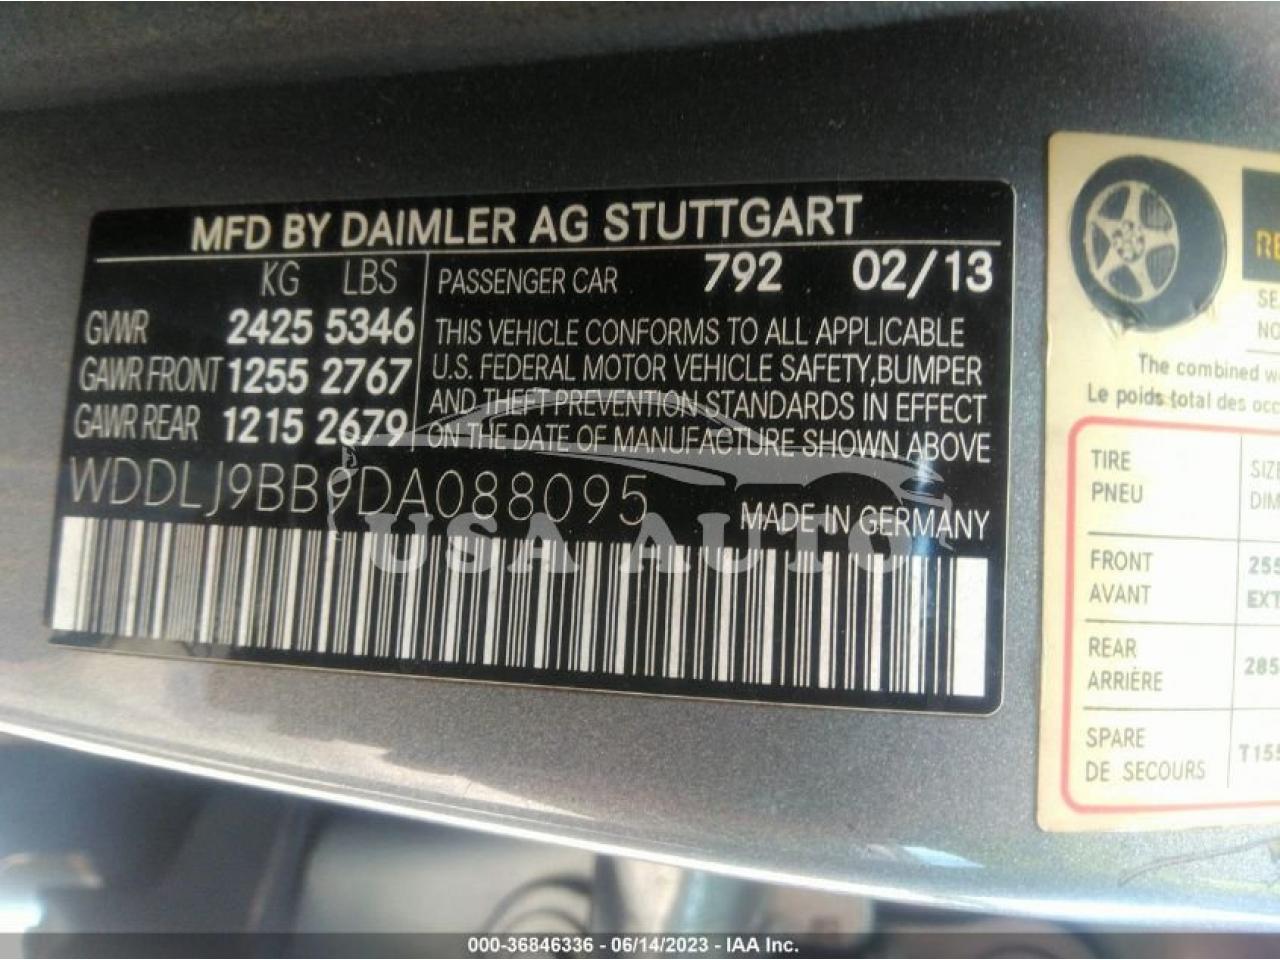 MFD BY DAIMLER AG STUTTGART
KG LBS
GVWR 2425 5346
GAWR FRONT 1255 2767
GAWR REAR 1215 2679
PASSENGER CAR 792 02/13
THIS VEHICLE CONFORMS TO ALL APPLICABLE
U.S. FEDERAL MOTOR VEHICLE SAFETY,BUMPER
AND THEFT PREVENTION STANDARDS IN EFFECT
ON THE DATE OF MANUFACTURE SHOWN ABOVE
WDDLJ9BB9DA088095
MADE IN GERMANY
USA AUTO
The combined
Le poids total des
TIRE
PNEU
FRONT
AVANT
255
REAR
ARRIÈRE
285
SPARE
DE SECOURS
T155
000-36846336 - 06/14/2023 - IAA Inc.